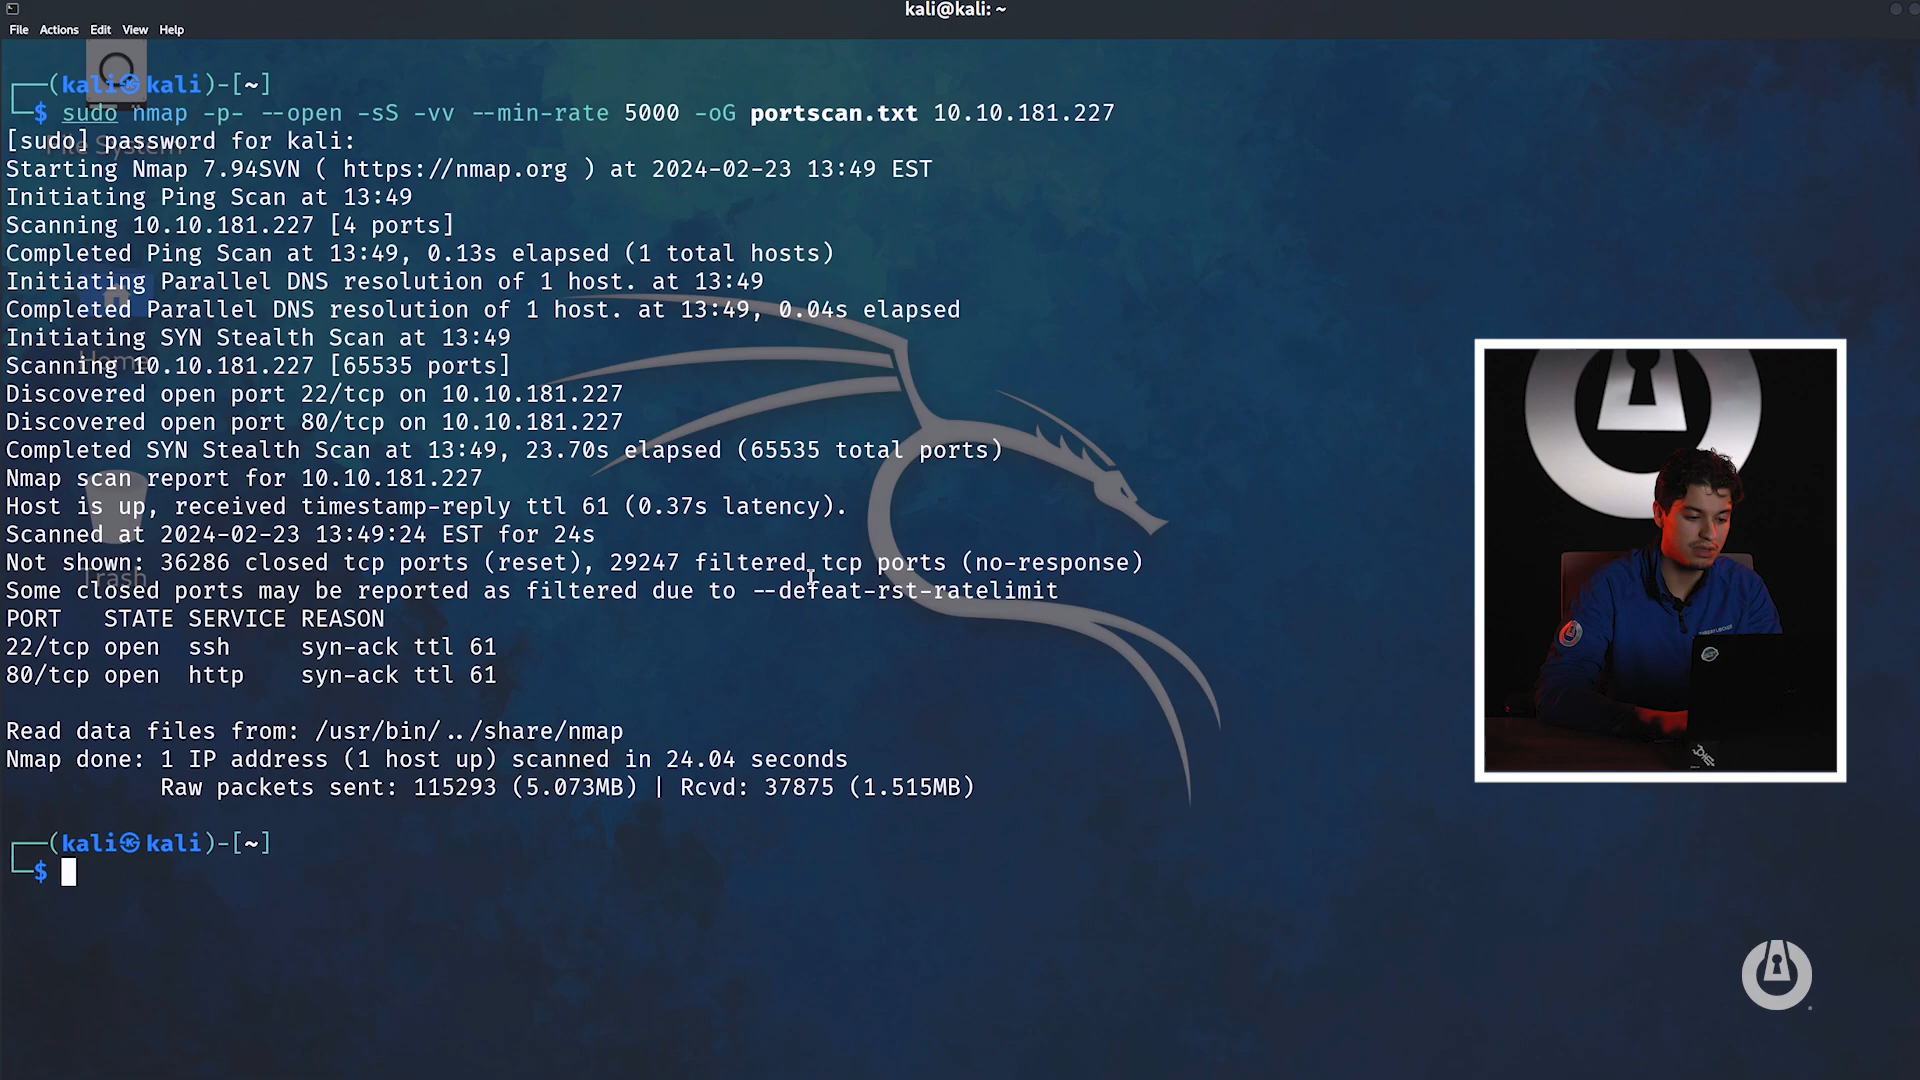 kali@kali: ~
File Actions Edit View Help
(kali㉿kali)-[~]
$ sudo nmap -p- --open -sS -vv --min-rate 5000 -oG portscan.txt 10.10.181.227
[sudo] password for kali:
Starting Nmap 7.94SVN ( https://nmap.org ) at 2024-02-23 13:49 EST
Initiating Ping Scan at 13:49
Scanning 10.10.181.227 [4 ports]
Completed Ping Scan at 13:49, 0.13s elapsed (1 total hosts)
Initiating Parallel DNS resolution of 1 host. at 13:49
Completed Parallel DNS resolution of 1 host. at 13:49, 0.04s elapsed
Initiating SYN Stealth Scan at 13:49
Scanning 10.10.181.227 [65535 ports]
Discovered open port 22/tcp on 10.10.181.227
Discovered open port 80/tcp on 10.10.181.227
Completed SYN Stealth Scan at 13:49, 23.70s elapsed (65535 total ports)
Nmap scan report for 10.10.181.227
Host is up, received timestamp-reply ttl 61 (0.37s latency).
Scanned at 2024-02-23 13:49:24 EST for 24s
Not shown: 36286 closed tcp ports (reset), 29247 filtered tcp ports (no-response)
Some closed ports may be reported as filtered due to --defeat-rst-ratelimit
PORT STATE SERVICE REASON
22/tcp open ssh syn-ack ttl 61
80/tcp open http syn-ack ttl 61
Read data files from: /usr/bin/../share/nmap
Nmap done: 1 IP address (1 host up) scanned in 24.04 seconds
Raw packets sent: 115293 (5.073MB) | Rcvd: 37875 (1.515MB)
(kali㉿kali)-[~]
$
File System
Home
Trash
THREATLOCKER